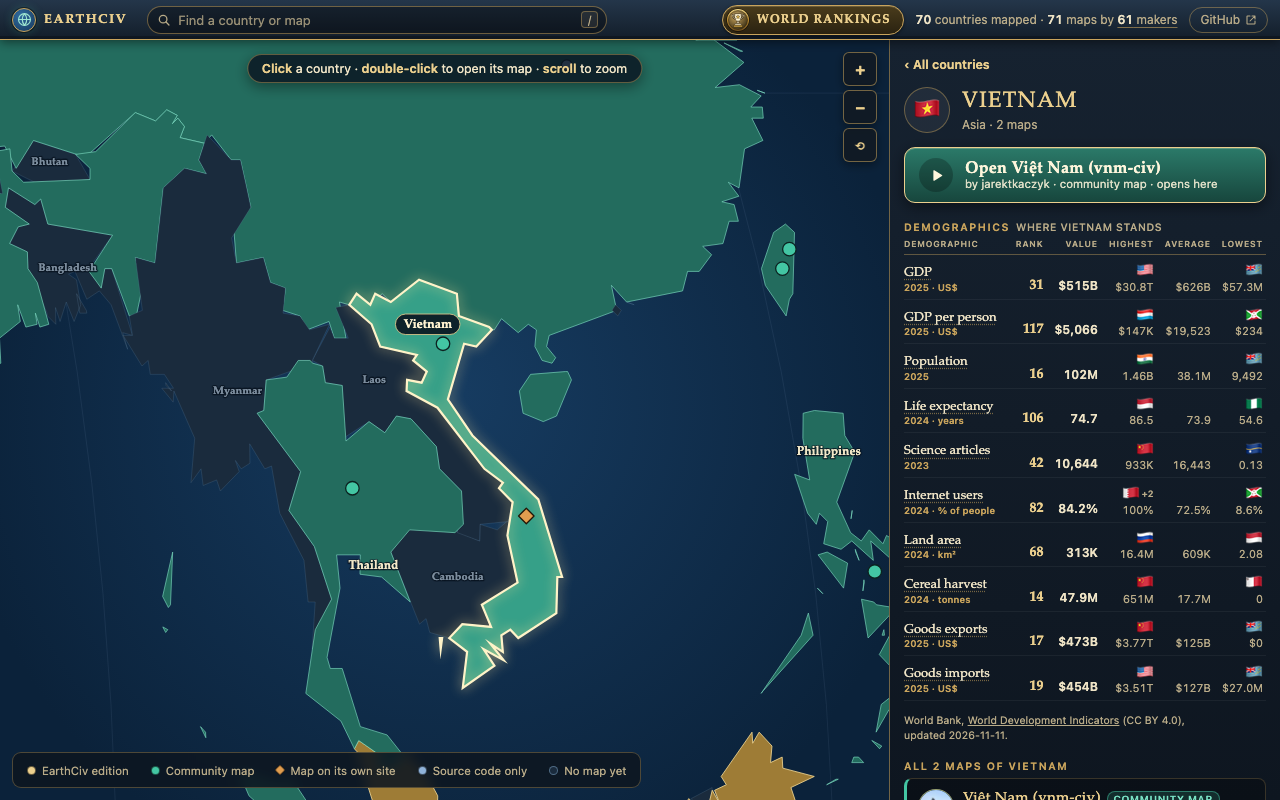 EARTHCIV
Find a country or map
/
WORLD RANKINGS
70 countries mapped · 71 maps by 61 makers
GitHub
Click a country · double-click to open its map · scroll to zoom
+
−
Bhutan
Bangladesh
Myanmar
Laos
Vietnam
Thailand
Cambodia
Philippines
EarthCiv edition
Community map
Map on its own site
Source code only
No map yet
‹ All countries
VIETNAM
Asia · 2 maps
Open Việt Nam (vnm-civ)
by jarektkaczyk · community map · opens here
DEMOGRAPHICS WHERE VIETNAM STANDS
DEMOGRAPHIC RANK VALUE HIGHEST AVERAGE LOWEST
GDP
2025 · US$ 31 $515B $30.8T $626B $57.3M
GDP per person
2025 · US$ 117 $5,066 $147K $19,523 $234
Population
2025 16 102M 1.46B 38.1M 9,492
Life expectancy
2024 · years 106 74.7 86.5 73.9 54.6
Science articles
2023 42 10,644 933K 16,443 0.13
Internet users +2
2024 · % of people 82 84.2% 100% 72.5% 8.6%
Land area
2024 · km² 68 313K 16.4M 609K 2.08
Cereal harvest
2024 · tonnes 14 47.9M 651M 17.7M 0
Goods exports
2025 · US$ 17 $473B $3.77T $125B $0
Goods imports
2025 · US$ 19 $454B $3.51T $127B $27.0M
World Bank, World Development Indicators (CC BY 4.0),
updated 2026-11-11.
ALL 2 MAPS OF VIETNAM
Việt Nam (vnm-civ) COMMUNITY MAP